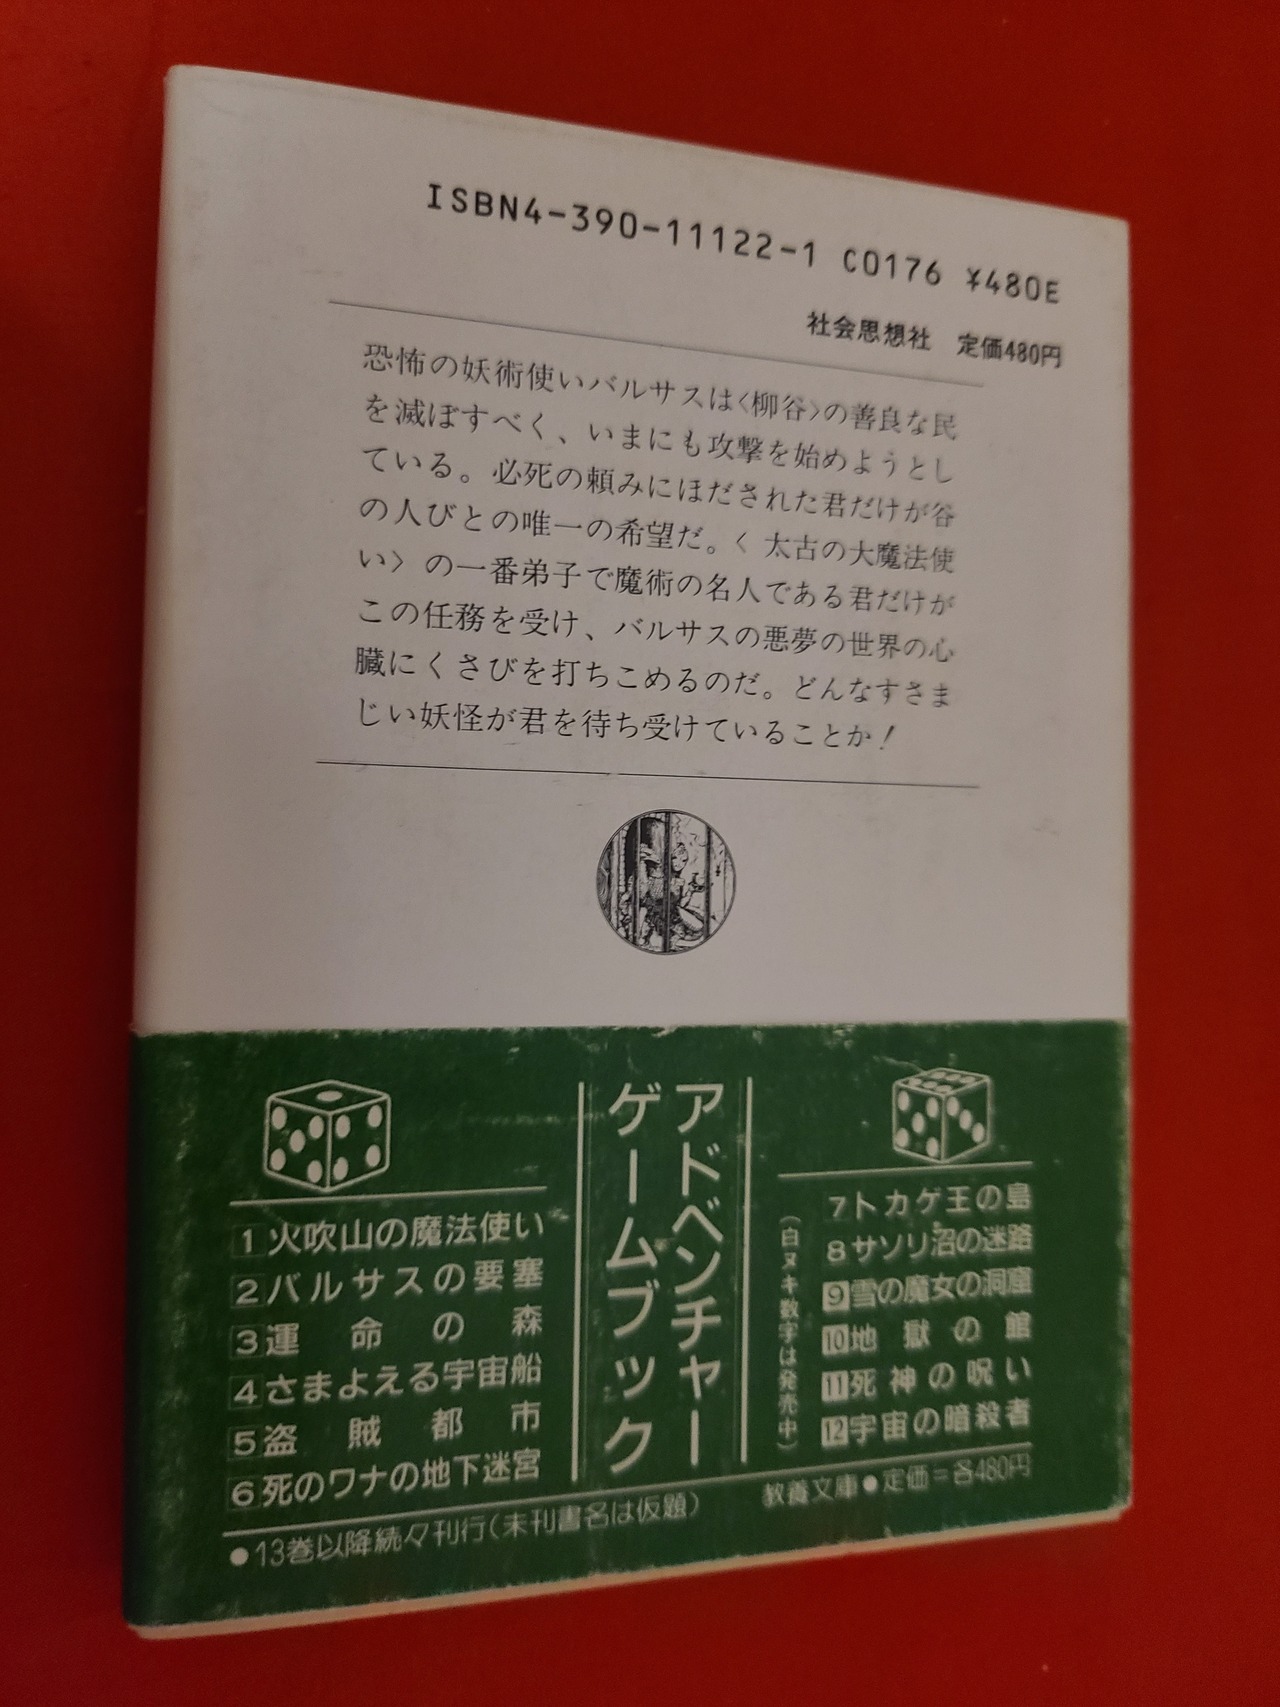 ISBN4-390-11122-1 C0176 ¥480E
社会思想社 定価480円
恐怖の妖術使いバルサスは〈柳谷〉の善良な民
を滅ぼすべく、いまにも攻撃を始めようとし
ている。必死の頼みにほだされた君だけが谷
の人びとの唯一の希望だ。〈太古の大魔法使
い〉の一番弟子で魔術の名人である君だけが
この任務を受け、バルサスの悪夢の世界の心
臓にくさびを打ちこめるのだ。どんなすさま
じい妖怪が君を待ち受けていることか!
アドベンチャー
ゲームブック
1 火吹山の魔法使い
2 バルサスの要塞
3 運命の森
4 さまよえる宇宙船
5 盗賊都市
6 死のワナの地下迷宮
7 トカゲ王の島
8 サソリ沼の迷路
9 雪の魔女の洞窟
10 地獄の館
11 死神の呪い
12 宇宙の暗殺者
(白ヌキ数字は発売中)
●13巻以降続々刊行(未刊書名は仮題)
教養文庫●定価=各480円